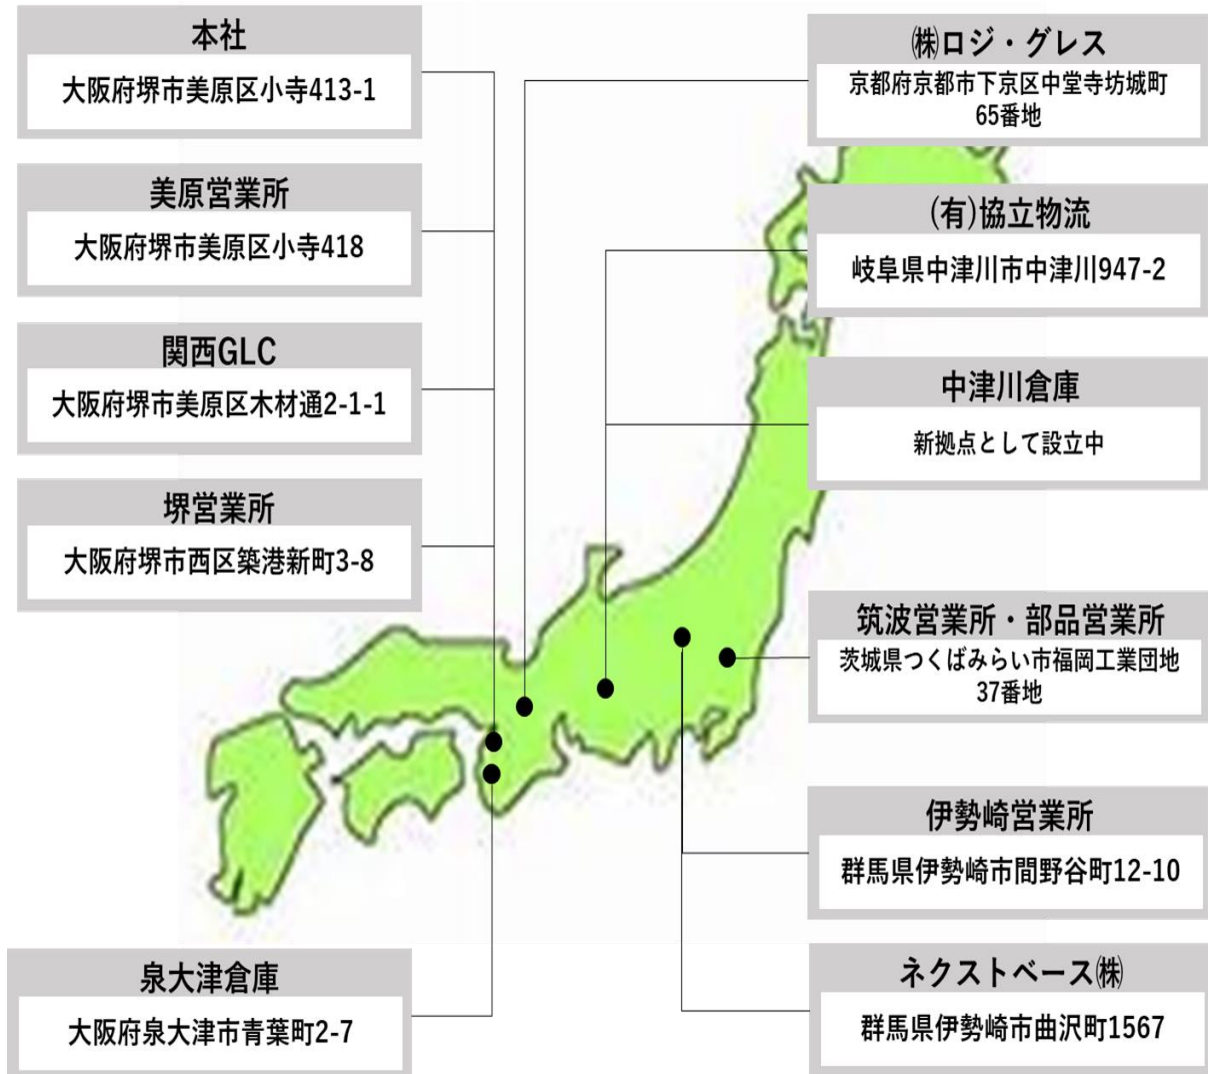 本社
大阪府堺市美原区小寺413-1
美原営業所
大阪府堺市美原区小寺418
関西GLC
大阪府堺市美原区木材通2-1-1
堺営業所
大阪府堺市西区築港新町3-8
泉大津倉庫
大阪府泉大津市青葉町2-7
㈱ロジ・グレス
京都府京都市下京区中堂寺坊城町
65番地
(有)協立物流
岐阜県中津川市中津川947-2
中津川倉庫
新拠点として設立中
筑波営業所・部品営業所
茨城県つくばみらい市福岡工業団地
37番地
伊勢崎営業所
群馬県伊勢崎市間野谷町12-10
ネクストベース㈱
群馬県伊勢崎市曲沢町1567